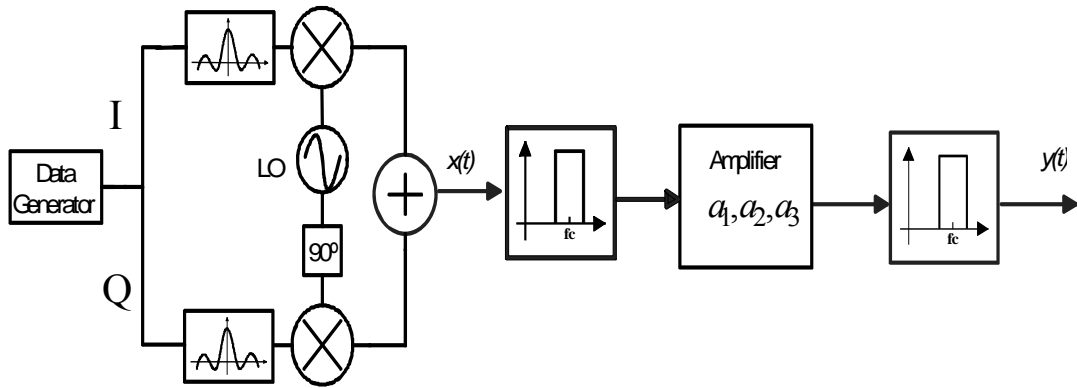 I
Q
Data
Generator
LO
90º
x(t)
fc
Amplifier
a₁,a₂,a₃
fc
y(t)